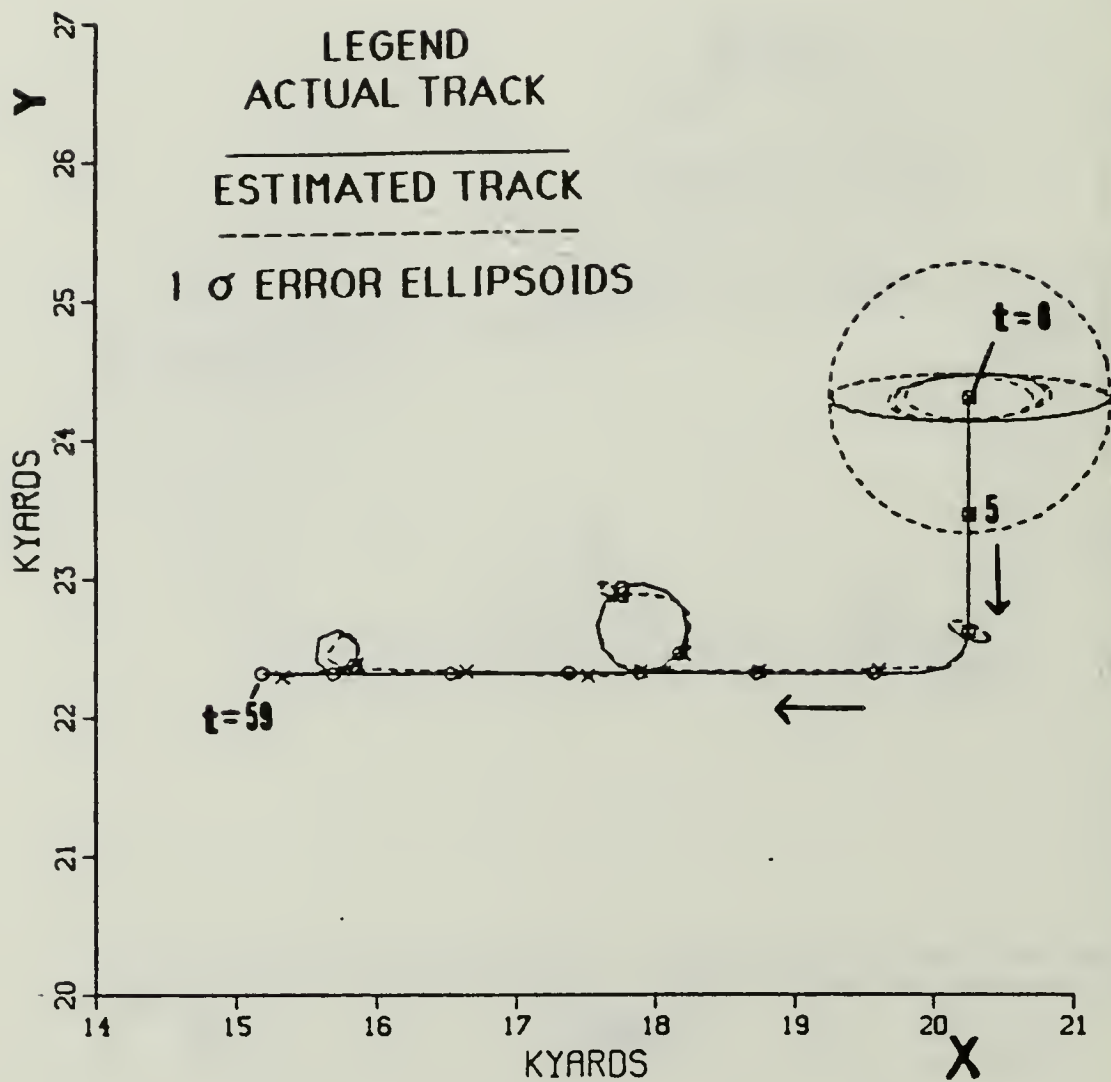 27
Y
26
25
24
KYARDS
23
22
21
20
LEGEND
ACTUAL TRACK
ESTIMATED TRACK
1 σ ERROR ELLIPSOIDS
t=0
5
t=59
14 15 16 17 18 19 20 21
KYARDS
X